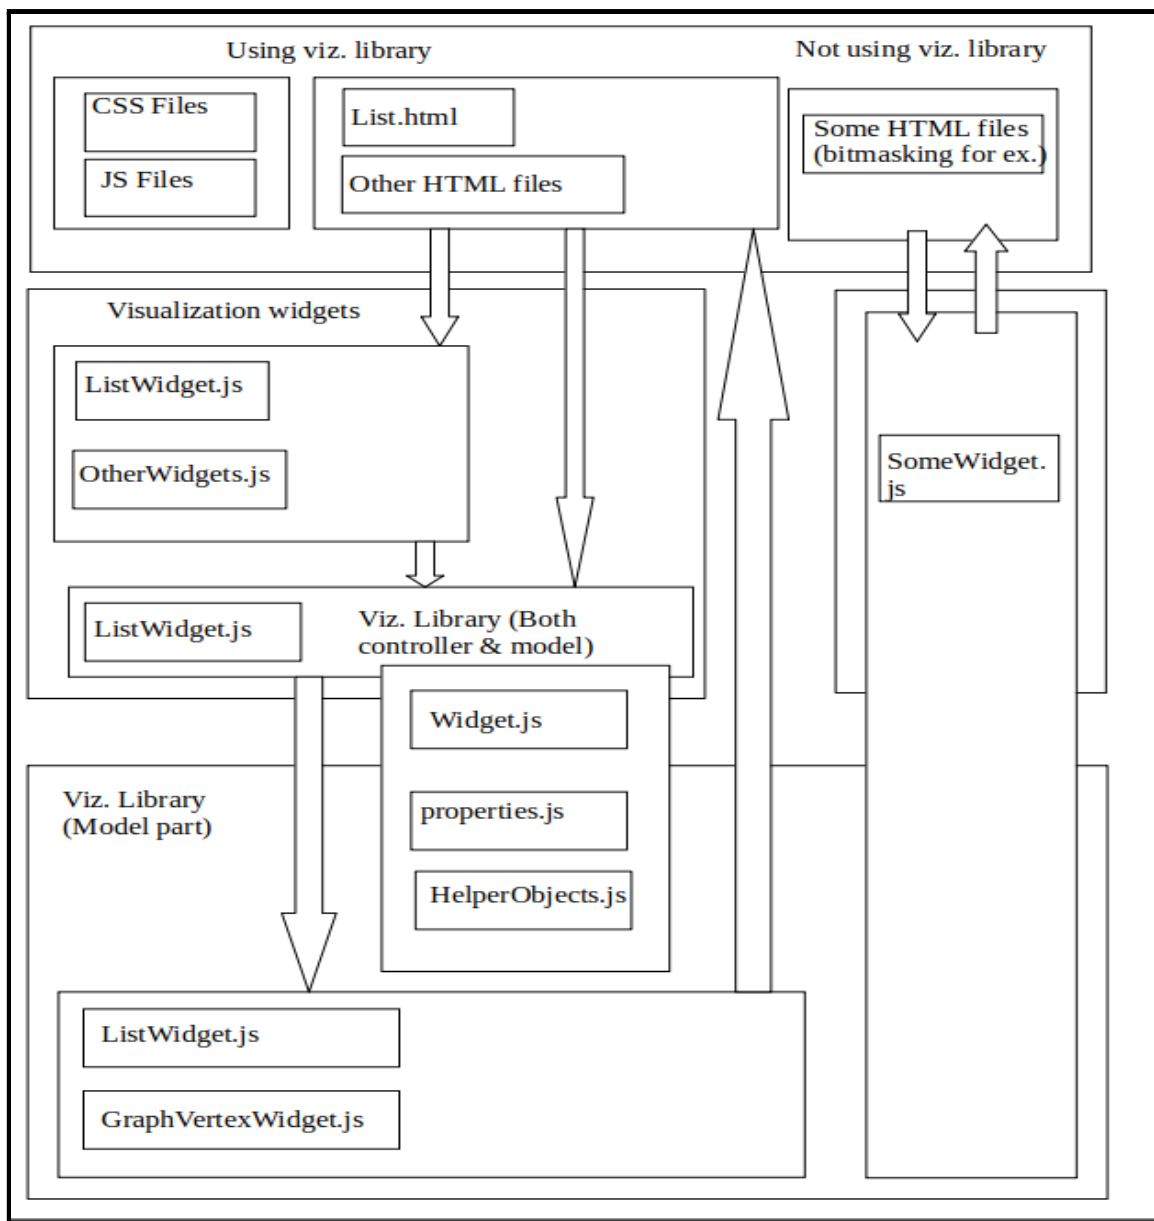 Using viz. library
Not using viz. library
CSS Files
JS Files
List.html
Other HTML files
Some HTML files
(bitmasking for ex.)
Visualization widgets
ListWidget.js
OtherWidgets.js
SomeWidget.
js
ListWidget.js
Viz. Library (Both
controller & model)
Widget.js
properties.js
HelperObjects.js
Viz. Library
(Model part)
ListWidget.js
GraphVertexWidget.js